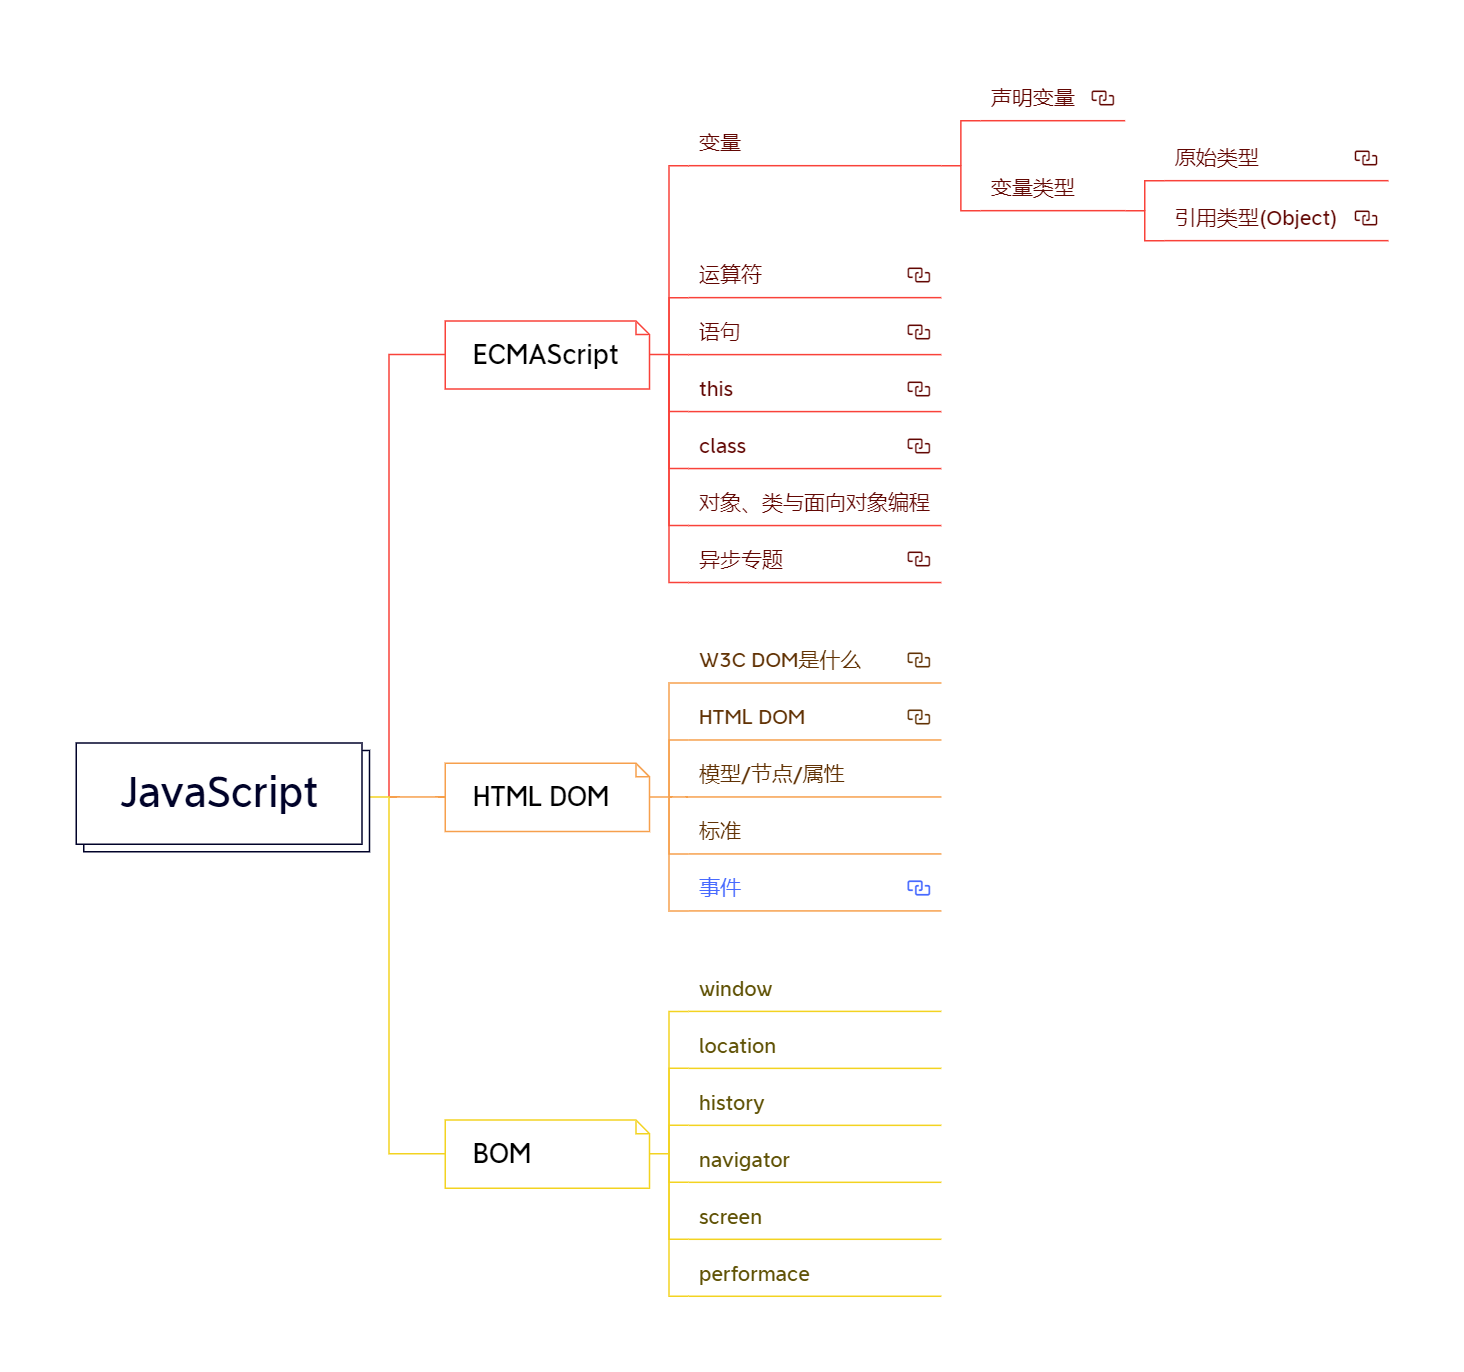 JavaScript
ECMAScript
变量
声明变量
变量类型
原始类型
引用类型(Object)
运算符
语句
this
class
对象、类与面向对象编程
异步专题
HTML DOM
W3C DOM是什么
HTML DOM
模型/节点/属性
标准
事件
BOM
window
location
history
navigator
screen
performace